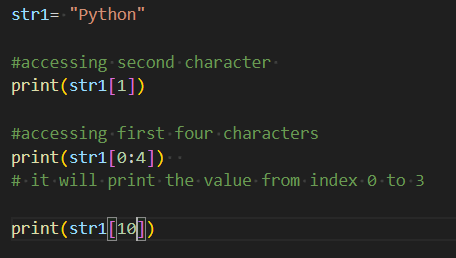 str1= "Python"
#accessing second character
print(str1[1])
#accessing first four characters
print(str1[0:4])
# it will print the value from index 0 to 3
print(str1[10])